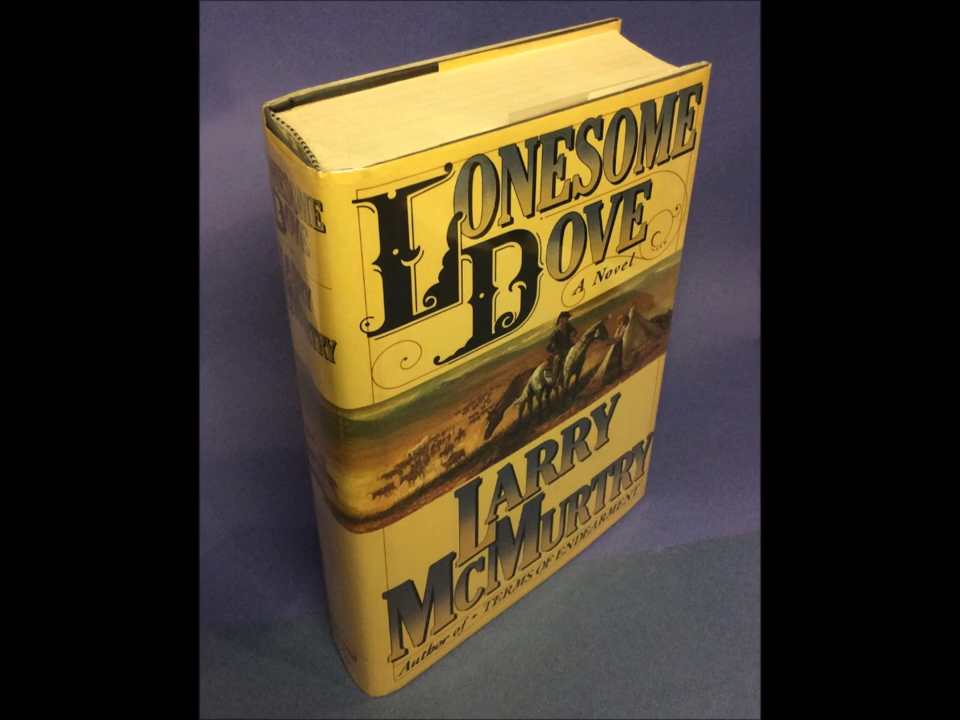 LONESOME
DOVE
A Novel
LARRY
MCMURTRY
Author of • TERMS OF ENDEARMENT